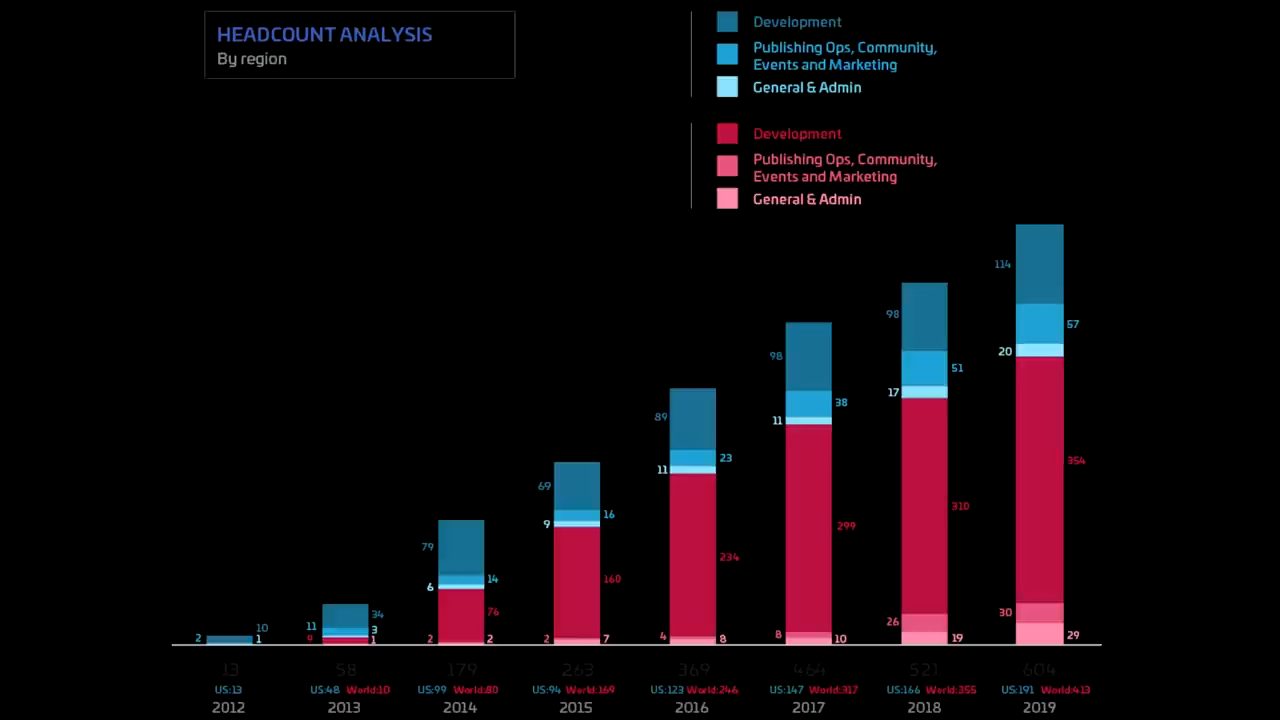 HEADCOUNT ANALYSIS
By region
Development
Publishing Ops, Community,
Events and Marketing
General & Admin
Development
Publishing Ops, Community,
Events and Marketing
General & Admin
2 10 1
11 34 3 9 1
79 14 6 76 2 2
69 16 9 160 2 7
89 23 11 234 4 8
98 38 11 299 8 10
98 51 17 310 26 19
114 57 20 354 30 29
13 58 179 263 369 464 521 604
US:13 US:48 World:10 US:99 World:80 US:94 World:169 US:123 World:246 US:147 World:317 US:166 World:355 US:191 World:413
2012 2013 2014 2015 2016 2017 2018 2019